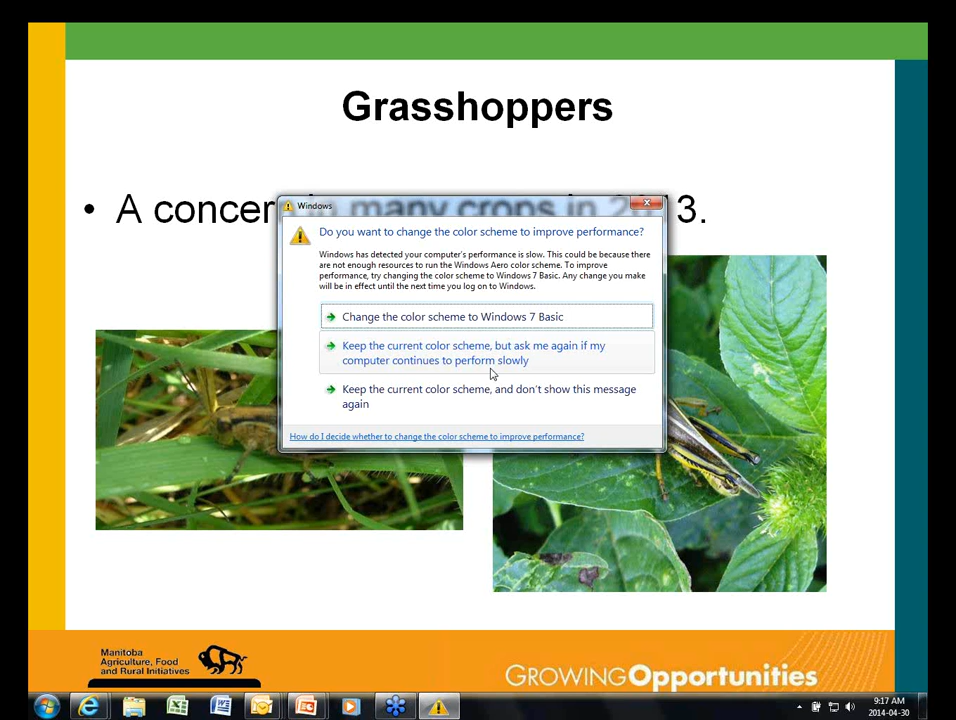 Grasshoppers
• A concern in many crops in 2013.
Windows
Do you want to change the color scheme to improve performance?
Windows has detected your computer's performance is slow. This could be because there
are not enough resources to run the Windows Aero color scheme. To improve
performance, try changing the color scheme to Windows 7 Basic. Any change you make
will be in effect until the next time you log on to Windows.
Change the color scheme to Windows 7 Basic
Keep the current color scheme, but ask me again if my
computer continues to perform slowly
Keep the current color scheme, and don't show this message
again
How do I decide whether to change the color scheme to improve performance?
Manitoba
Agriculture, Food
and Rural Initiatives
GROWING Opportunities
9:17 AM
2014-04-30